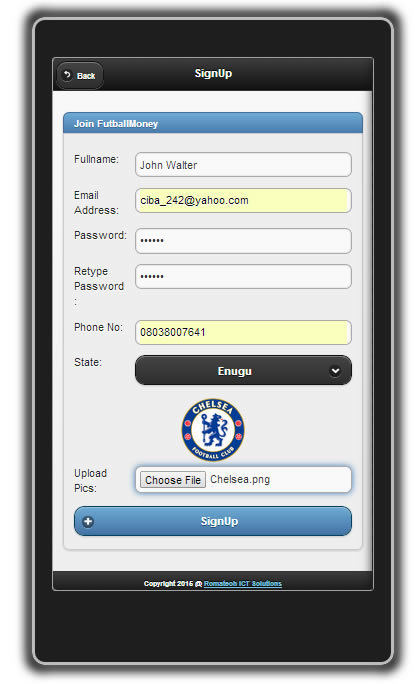 Back
SignUp
Join FutballMoney
Fullname:
John Walter
Email
Address:
ciba_242@yahoo.com
Password:
••••••
Retype
Password
:
••••••
Phone No:
08038007641
State:
Enugu
CHELSEA
FOOTBALL CLUB
Upload
Pics:
Choose File Chelsea.png
SignUp
Copyright 2016 @ Romatech ICT Solutions